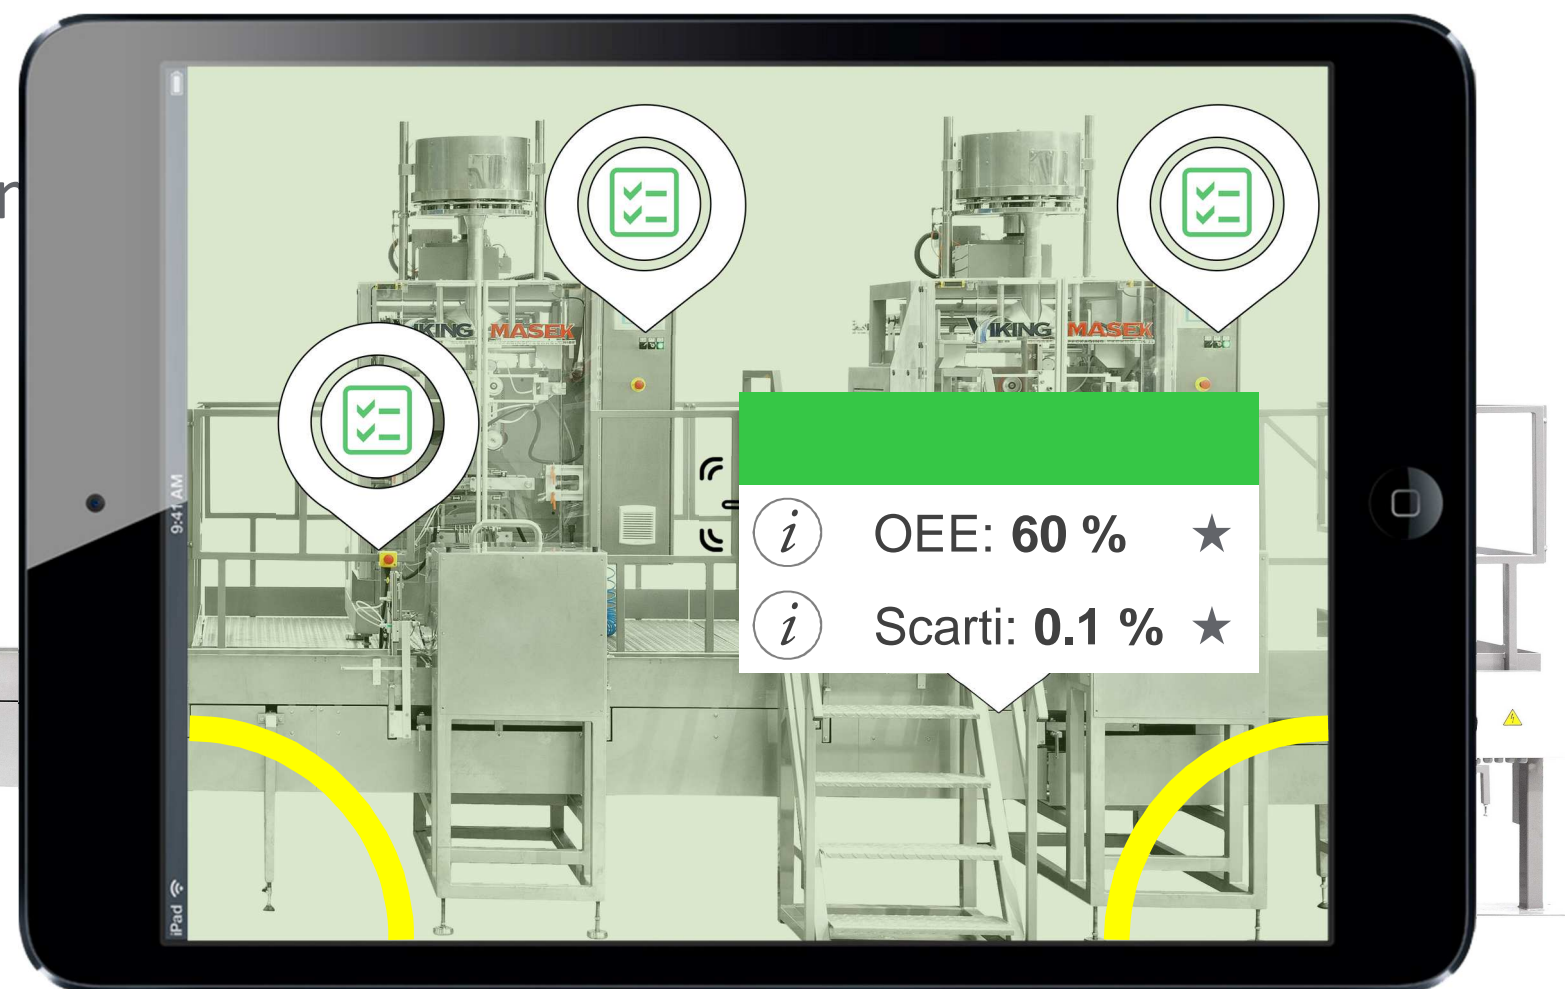 9:41 AM
iPad
VIKING MASEK
VIKING MASEK
i OEE: 60 % ★
i Scarti: 0.1 % ★